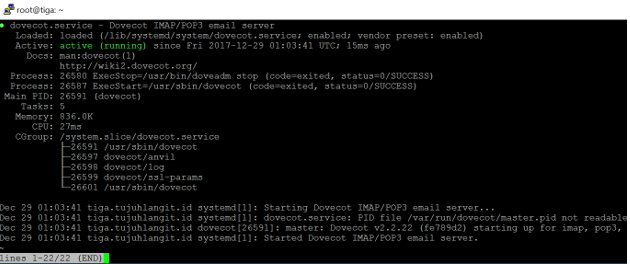 root@tiga: ~
● dovecot.service - Dovecot IMAP/POP3 email server
Loaded: loaded (/lib/systemd/system/dovecot.service; enabled; vendor preset: enabled)
Active: active (running) since Fri 2017-12-29 01:03:41 UTC; 15ms ago
Docs: man:dovecot(1)
http://wiki2.dovecot.org/
Process: 26580 ExecStop=/usr/bin/doveadm stop (code=exited, status=0/SUCCESS)
Process: 26587 ExecStart=/usr/sbin/dovecot (code=exited, status=0/SUCCESS)
Main PID: 26591 (dovecot)
Tasks: 5
Memory: 836.0K
CPU: 27ms
CGroup: /system.slice/dovecot.service
├─26591 /usr/sbin/dovecot
├─26597 dovecot/anvil
├─26598 dovecot/log
├─26599 dovecot/ssl-params
└─26601 /usr/sbin/dovecot
Dec 29 01:03:41 tiga.tujuhlangit.id systemd[1]: Starting Dovecot IMAP/POP3 email server...
Dec 29 01:03:41 tiga.tujuhlangit.id systemd[1]: dovecot.service: PID file /var/run/dovecot/master.pid not readable
Dec 29 01:03:41 tiga.tujuhlangit.id dovecot[26591]: master: Dovecot v2.2.22 (fe789d2) starting up for imap, pop3,
Dec 29 01:03:41 tiga.tujuhlangit.id systemd[1]: Started Dovecot IMAP/POP3 email server.
~
lines 1-22/22 (END)